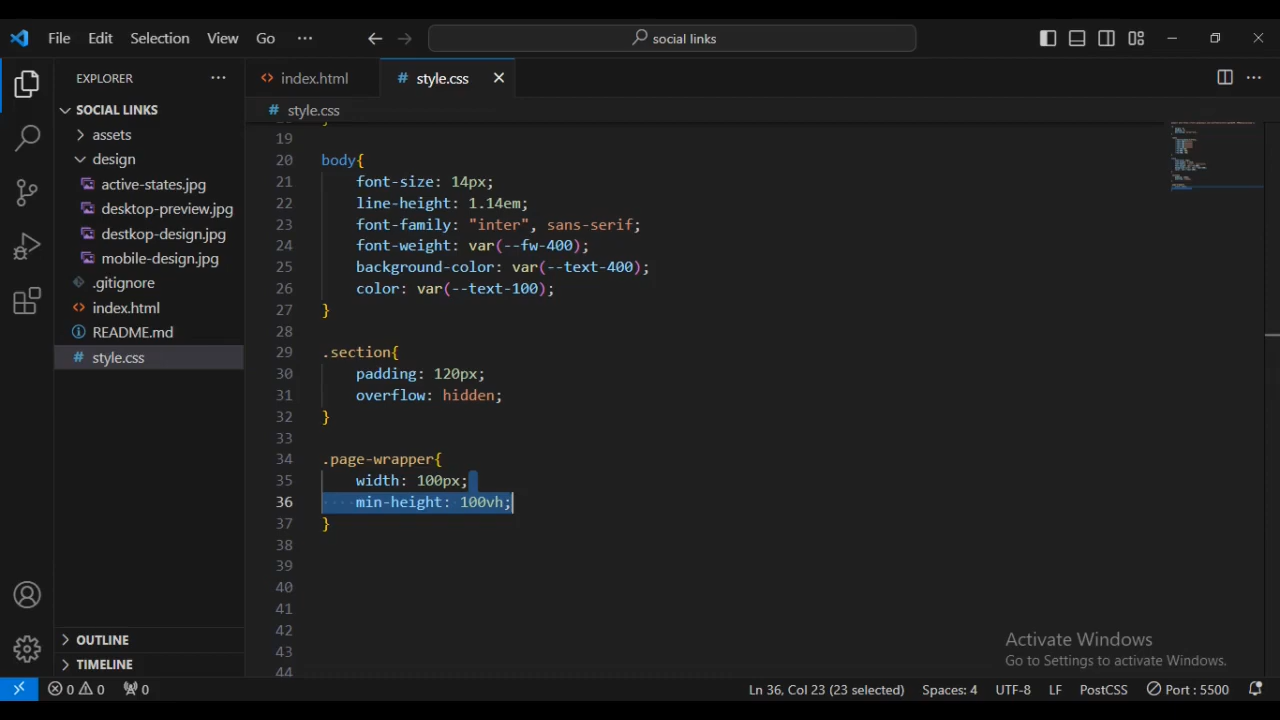 File Edit Selection View Go ··· social links
EXPLORER ··· index.html # style.css
SOCIAL LINKS # style.css
assets
design
active-states.jpg
desktop-preview.jpg
destkop-design.jpg
mobile-design.jpg
.gitignore
index.html
README.md
# style.css
19
20 body{
21 font-size: 14px;
22 line-height: 1.14em;
23 font-family: "inter", sans-serif;
24 font-weight: var(--fw-400);
25 background-color: var(--text-400);
26 color: var(--text-100);
27 }
28
29 .section{
30 padding: 120px;
31 overflow: hidden;
32 }
33
34 .page-wrapper{
35 width: 100px;
36 min-height: 100vh;
37 }
38
39
40
41
42
43
44
OUTLINE
TIMELINE
Activate Windows
Go to Settings to activate Windows.
0 0 0 Ln 36, Col 23 (23 selected) Spaces: 4 UTF-8 LF PostCSS Port : 5500